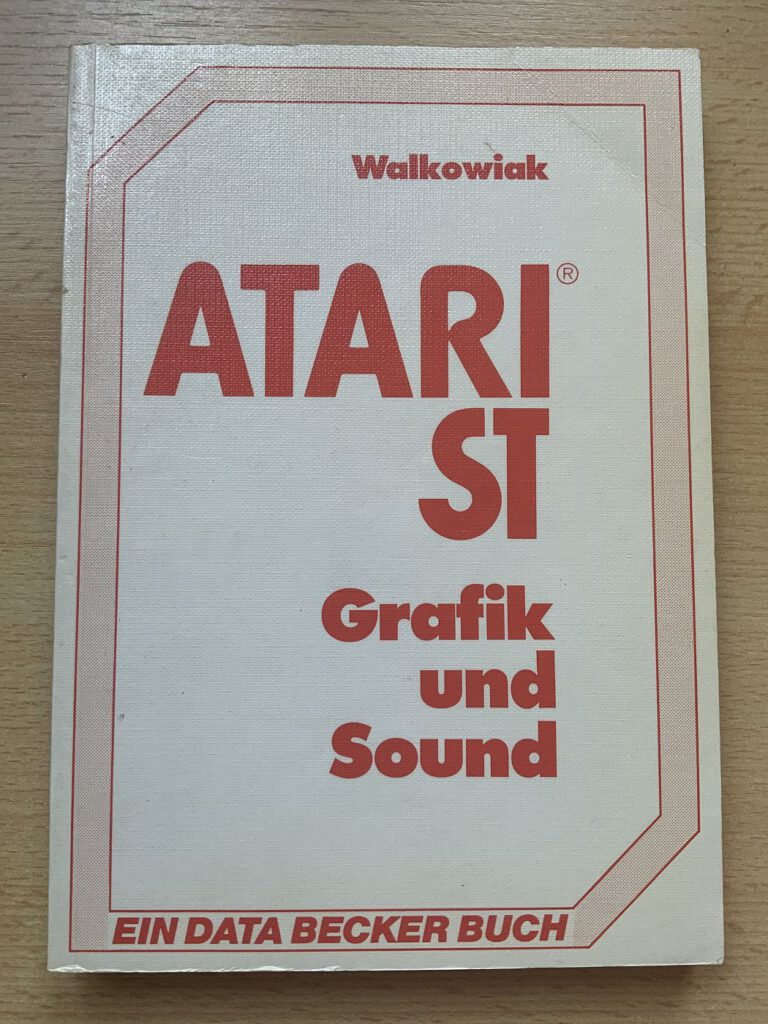 Walkowiak
ATARI®
ST
Grafik
und
Sound
EIN DATA BECKER BUCH